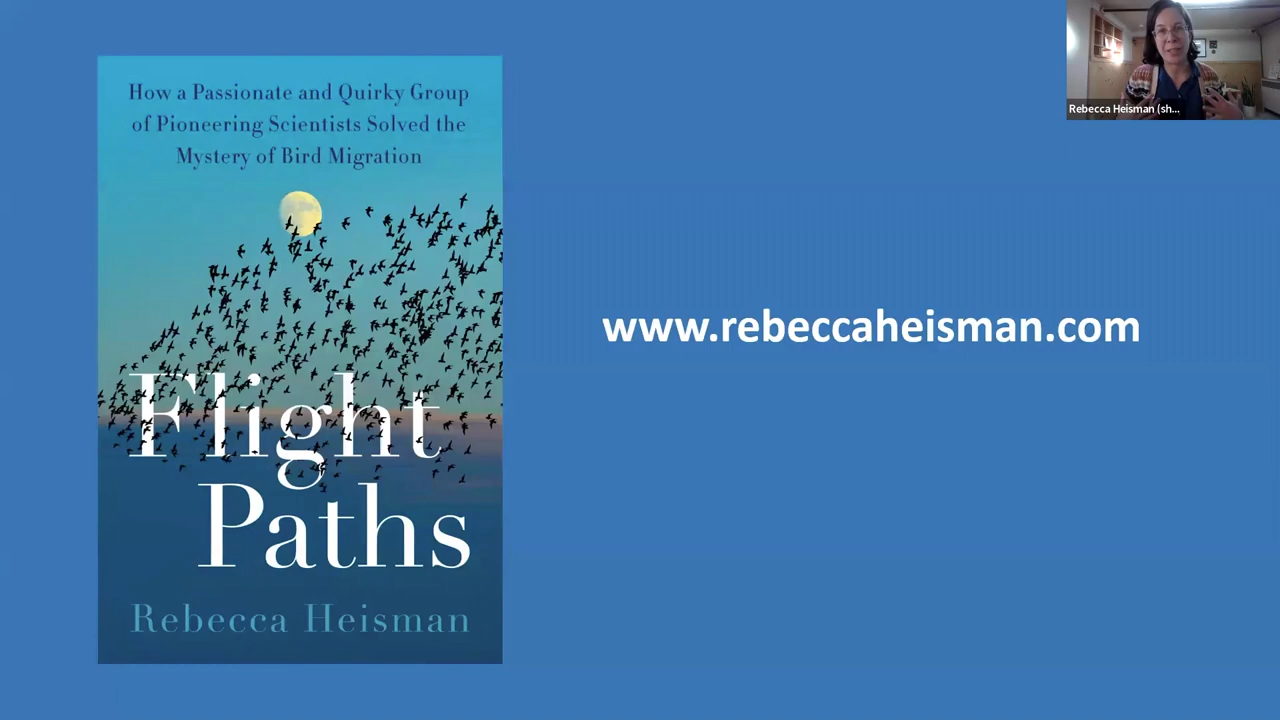 How a Passionate and Quirky Group
of Pioneering Scientists Solved the
Mystery of Bird Migration
Flight
Paths
Rebecca Heisman
www.rebeccaheisman.com
Rebecca Heisman (sh...